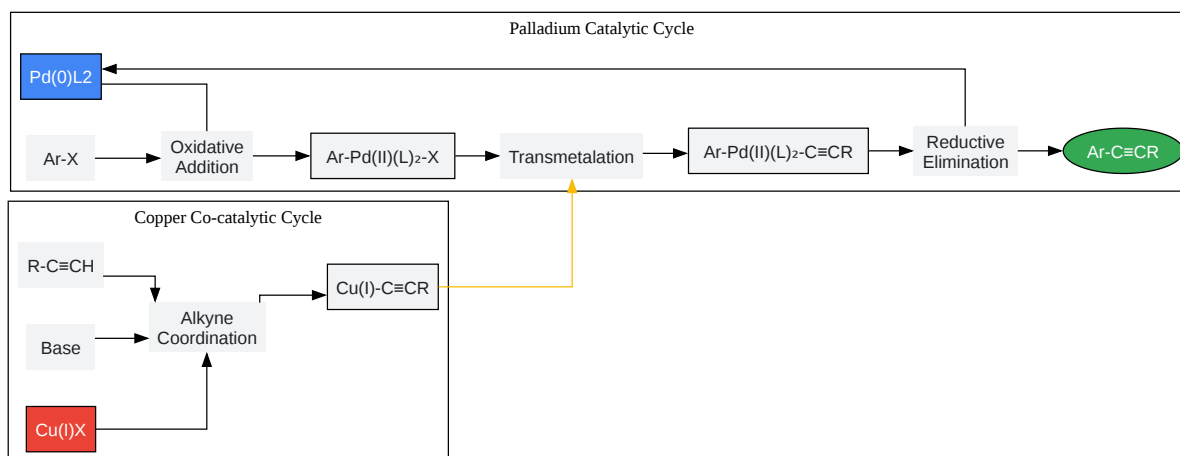 Palladium Catalytic Cycle
Pd(0)L2
Ar-X
Oxidative
Addition
Ar-Pd(II)(L)₂-X
Transmetalation
Ar-Pd(II)(L)₂-C≡CR
Reductive
Elimination
Ar-C≡CR
Copper Co-catalytic Cycle
R-C≡CH
Base
Cu(I)X
Alkyne
Coordination
Cu(I)-C≡CR